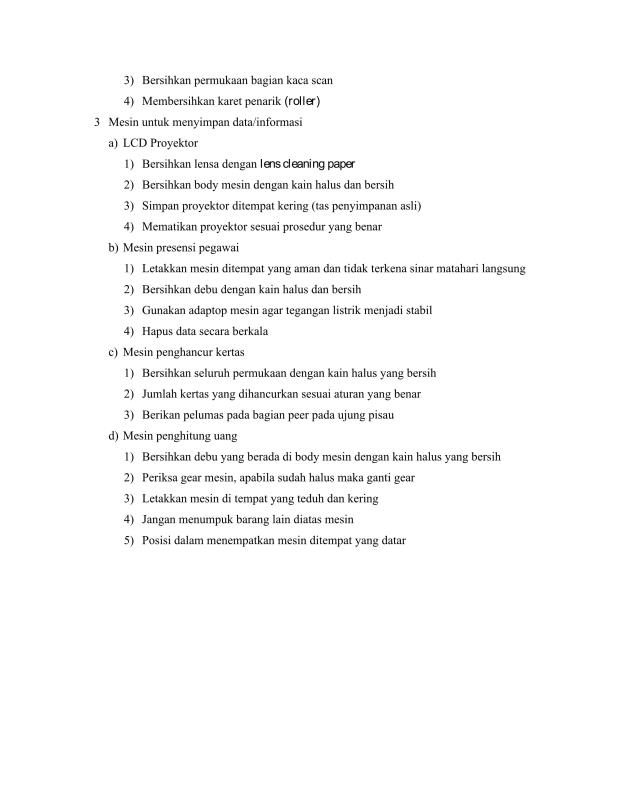 3) Bersihkan permukaan bagian kaca scan
4) Membersihkan karet penarik (roller)
3 Mesin untuk menyimpan data/informasi
a) LCD Proyektor
1) Bersihkan lensa dengan lens cleaning paper
2) Bersihkan body mesin dengan kain halus dan bersih
3) Simpan proyektor ditempat kering (tas penyimpanan asli)
4) Mematikan proyektor sesuai prosedur yang benar
b) Mesin presensi pegawai
1) Letakkan mesin ditempat yang aman dan tidak terkena sinar matahari langsung
2) Bersihkan debu dengan kain halus dan bersih
3) Gunakan adaptop mesin agar tegangan listrik menjadi stabil
4) Hapus data secara berkala
c) Mesin penghancur kertas
1) Bersihkan seluruh permukaan dengan kain halus yang bersih
2) Jumlah kertas yang dihancurkan sesuai aturan yang benar
3) Berikan pelumas pada bagian peer pada ujung pisau
d) Mesin penghitung uang
1) Bersihkan debu yang berada di body mesin dengan kain halus yang bersih
2) Periksa gear mesin, apabila sudah halus maka ganti gear
3) Letakkan mesin di tempat yang teduh dan kering
4) Jangan menumpuk barang lain diatas mesin
5) Posisi dalam menempatkan mesin ditempat yang datar